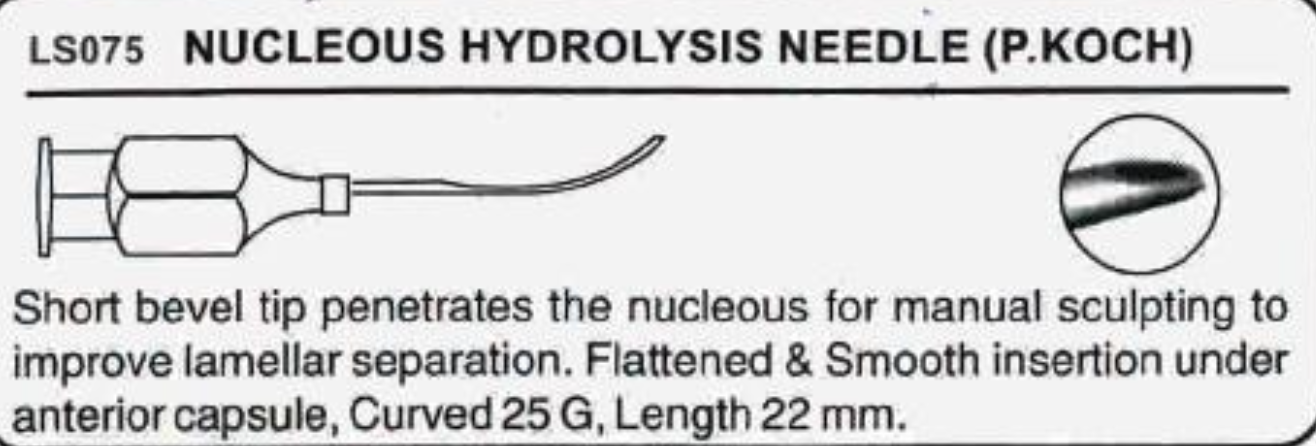 LS075 NUCLEOUS HYDROLYSIS NEEDLE (P.KOCH)
Short bevel tip penetrates the nucleous for manual sculpting to
improve lamellar separation. Flattened & Smooth insertion under
anterior capsule, Curved 25 G, Length 22 mm.